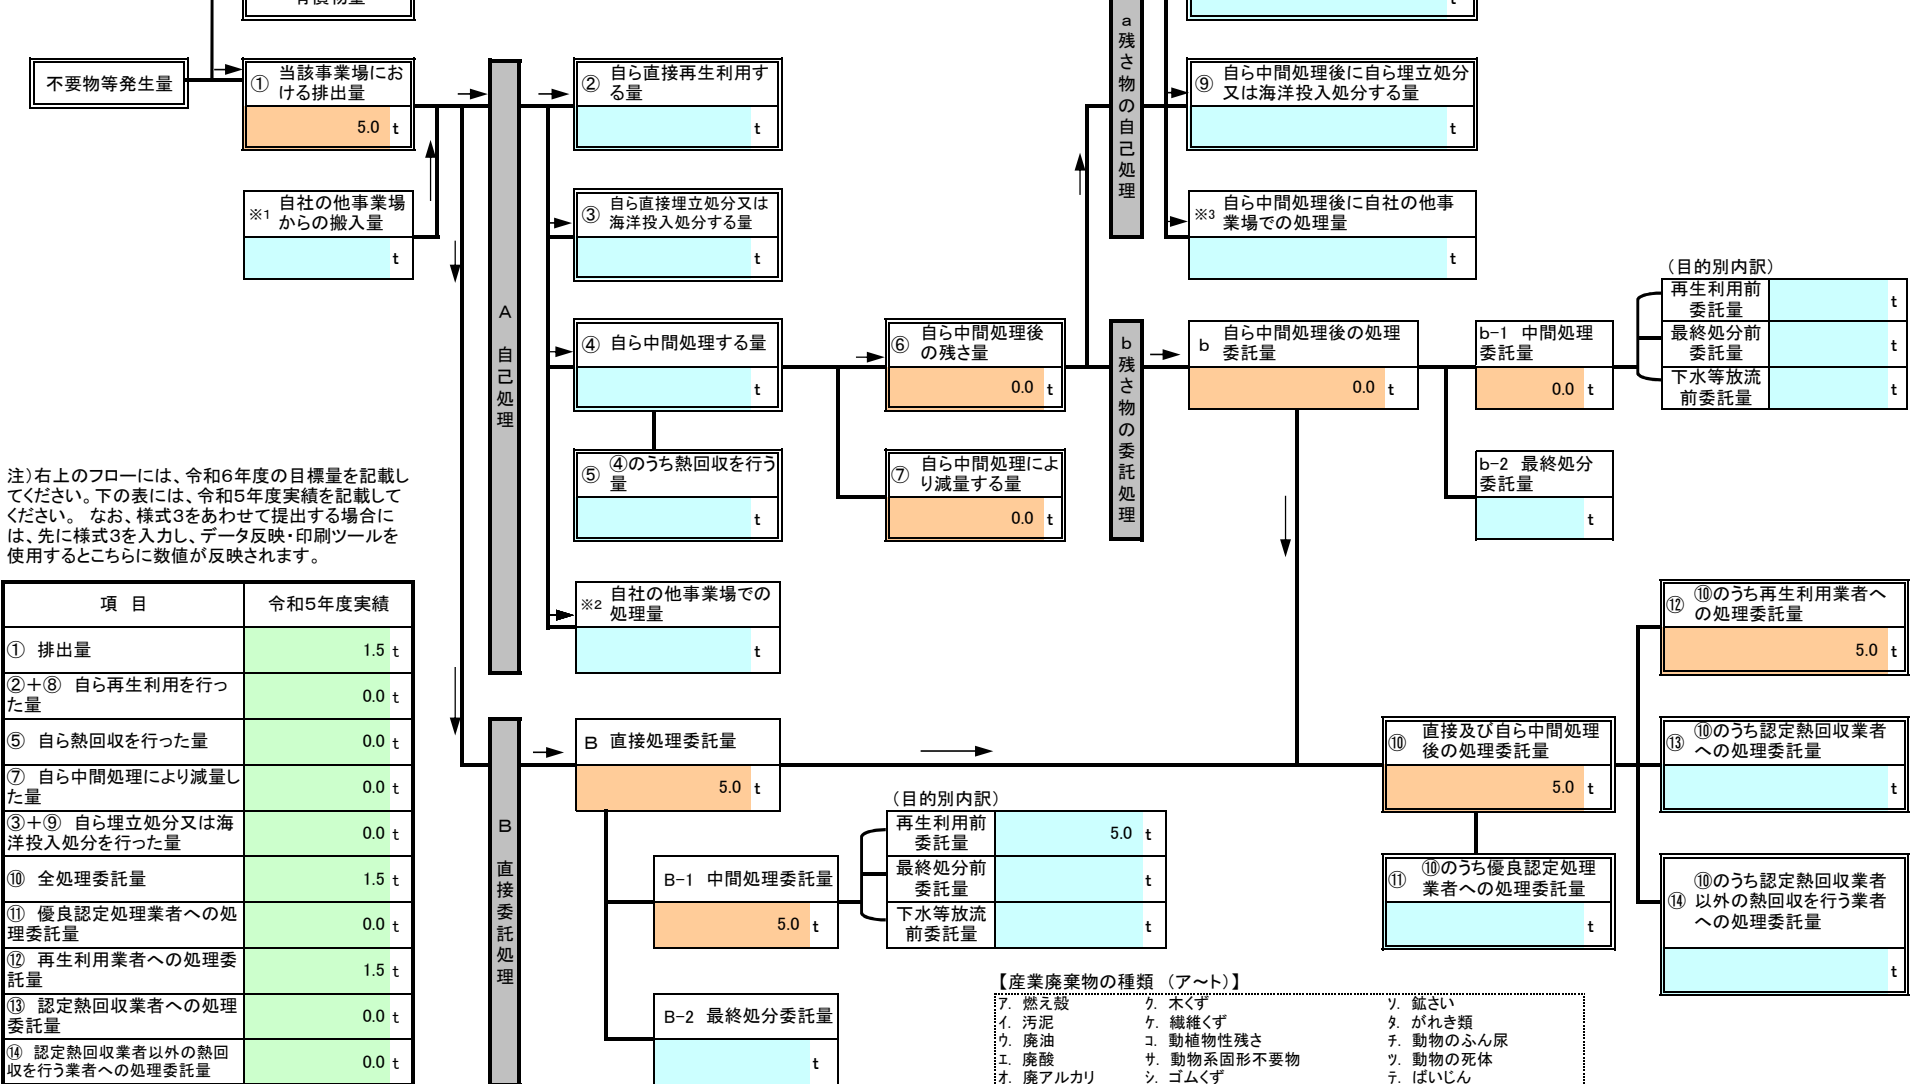 有償物量
t
不要物等発生量
① 当該事業場にお
ける排出量
5.0 t
※1 自社の他事業場
からの搬入量
t
A 自己処理
② 自ら直接再生利用す
る量
t
③ 自ら直接埋立処分又は
海洋投入処分する量
t
④ 自ら中間処理する量
t
⑤ ④のうち熱回収を行う
量
t
※2 自社の他事業場での
処理量
t
⑥ 自ら中間処理後
の残さ量
0.0 t
⑦ 自ら中間処理によ
り減量する量
0.0 t
a 残さ物の自己処理
⑨ 自ら中間処理後に自ら埋立処分
又は海洋投入処分する量
t
※3 自ら中間処理後に自社の他事
業場での処理量
t
b 残さ物の委託処理
b 自ら中間処理後の処理
委託量
0.0 t
b-1 中間処理
委託量
0.0 t
(目的別内訳)
再生利用前
委託量
t
最終処分前
委託量
t
下水等放流
前委託量
t
b-2 最終処分
委託量
t
注)右上のフローには、令和6年度の目標量を記載し
てください。下の表には、令和5年度実績を記載して
ください。 なお、様式3をあわせて提出する場合に
は、先に様式3を入力し、データ反映・印刷ツールを
使用するとこちらに数値が反映されます。
項 目 令和5年度実績
① 排出量 1.5 t
②+⑧ 自ら再生利用を行っ
た量 0.0 t
⑤ 自ら熱回収を行った量 0.0 t
⑦ 自ら中間処理により減量し
た量 0.0 t
③+⑨ 自ら埋立処分又は海
洋投入処分を行った量 0.0 t
⑩ 全処理委託量 1.5 t
⑪ 優良認定処理業者への処
理委託量 0.0 t
⑫ 再生利用業者への処理委
託量 1.5 t
⑬ 認定熱回収業者への処理
委託量 0.0 t
⑭ 認定熱回収業者以外の熱回
収を行う業者への処理委託量 0.0 t
B 直接委託処理
B 直接処理委託量
5.0 t
B-1 中間処理委託量
5.0 t
(目的別内訳)
再生利用前
委託量
5.0 t
最終処分前
委託量
t
下水等放流
前委託量
t
B-2 最終処分委託量
t
⑩ 直接及び自ら中間処理
後の処理委託量
5.0 t
⑪ ⑩のうち優良認定処理
業者への処理委託量
t
⑫ ⑩のうち再生利用業者へ
の処理委託量
5.0 t
⑬ ⑩のうち認定熱回収業者
への処理委託量
t
⑭ ⑩のうち認定熱回収業者
以外の熱回収を行う業者
への処理委託量
t
【産業廃棄物の種類 (ア~ト)】
ア. 燃え殻 ク. 木くず ソ. 鉱さい
イ. 汚泥 ケ. 繊維くず タ. がれき類
ウ. 廃油 コ. 動植物性残さ チ. 動物のふん尿
エ. 廃酸 サ. 動物系固形不要物 ツ. 動物の死体
オ. 廃アルカリ シ. ゴムくず テ. ばいじん